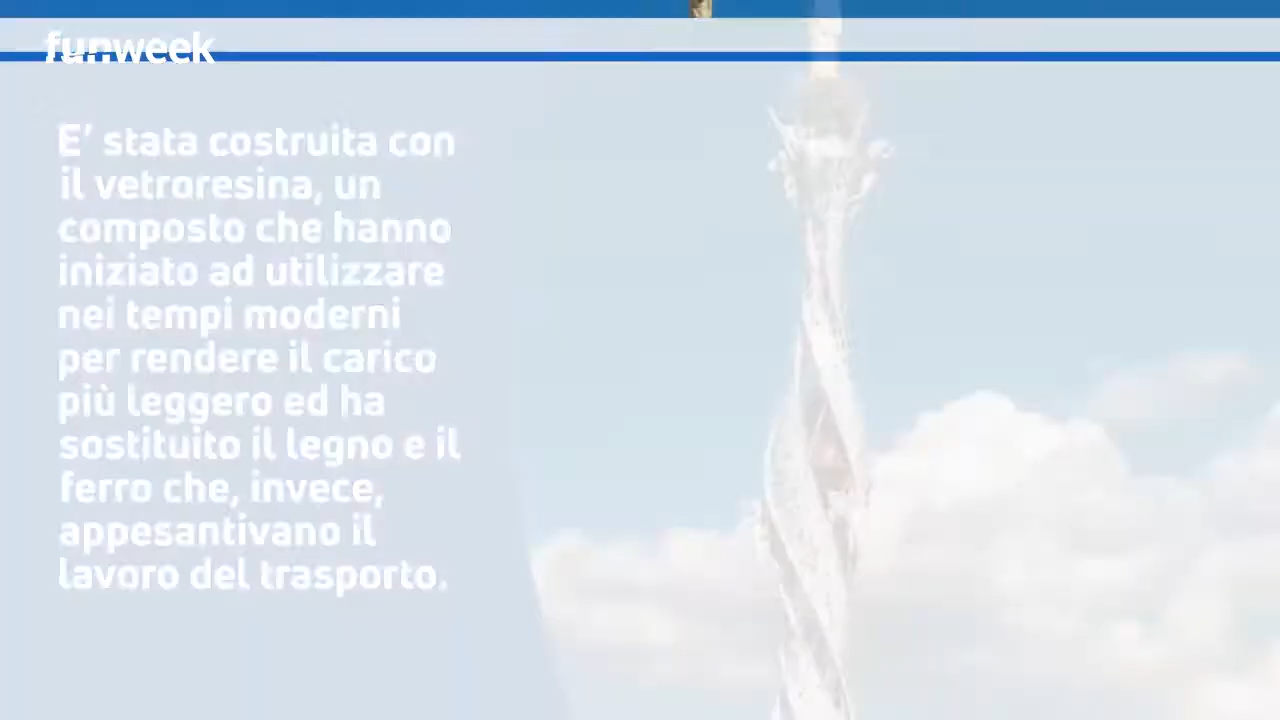 funweek
E' stata costruita con
il vetroresina, un
composto che hanno
iniziato ad utilizzare
nei tempi moderni
per rendere il carico
più leggero ed ha
sostituito il legno e il
ferro che, invece,
appesantivano il
lavoro del trasporto.